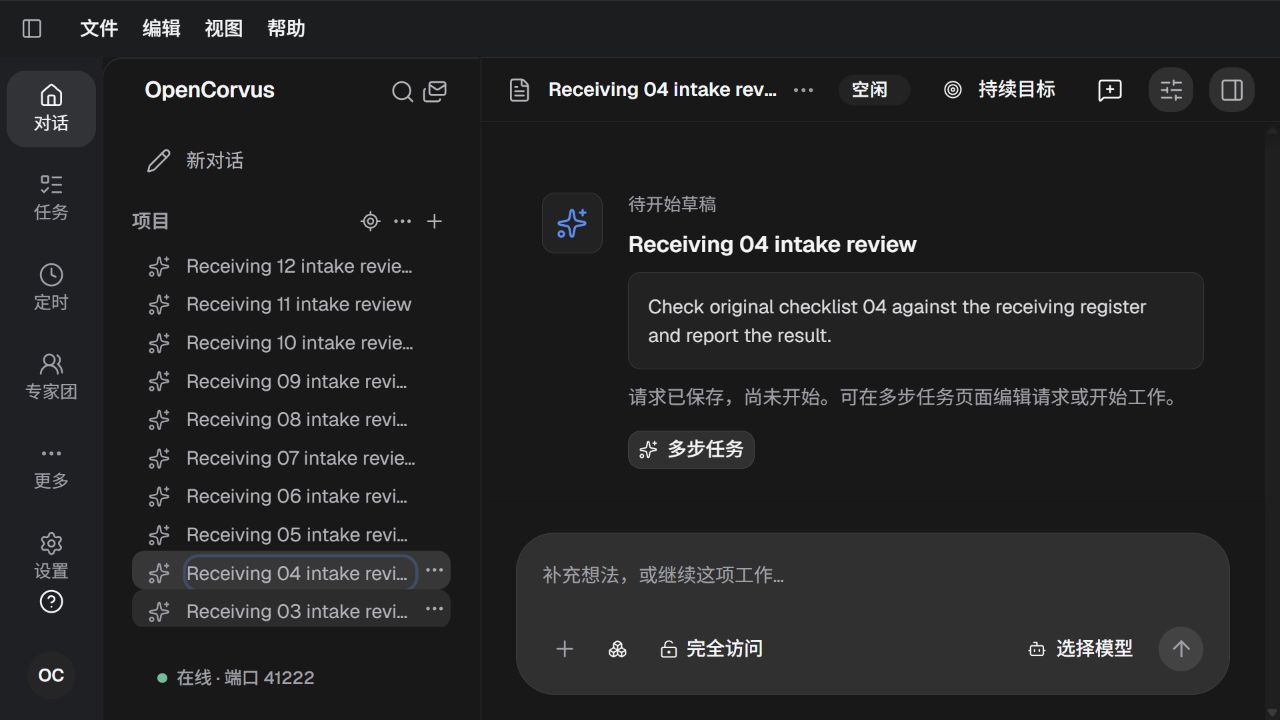 文件 编辑 视图 帮助
对话
任务
定时
专家团
更多
设置
OC
OpenCorvus
新对话
项目
Receiving 12 intake revie...
Receiving 11 intake review
Receiving 10 intake revie...
Receiving 09 intake revi...
Receiving 08 intake revi...
Receiving 07 intake revie...
Receiving 06 intake revi...
Receiving 05 intake revi...
Receiving 04 intake revi...
Receiving 03 intake revi...
在线 · 端口 41222
Receiving 04 intake rev... 空闲 持续目标
待开始草稿
Receiving 04 intake review
Check original checklist 04 against the receiving register
and report the result.
请求已保存，尚未开始。可在多步任务页面编辑请求或开始工作。
多步任务
补充想法，或继续这项工作...
完全访问 选择模型